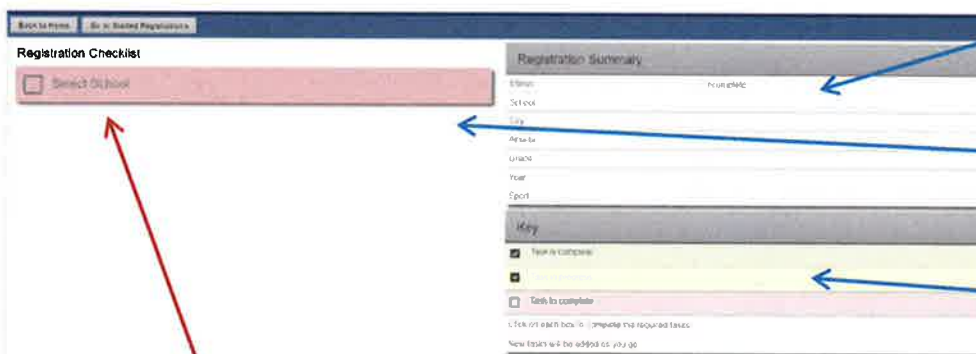 Back to Home Go to Started Registrations
Registration Checklist
Select School
Registration Summary
Status Incomplete
School
City
Athlete
Grade
Year
Sport
Key
Task is complete
Task to complete
Click on each box to complete the required tasks
New tasks will be added as you go